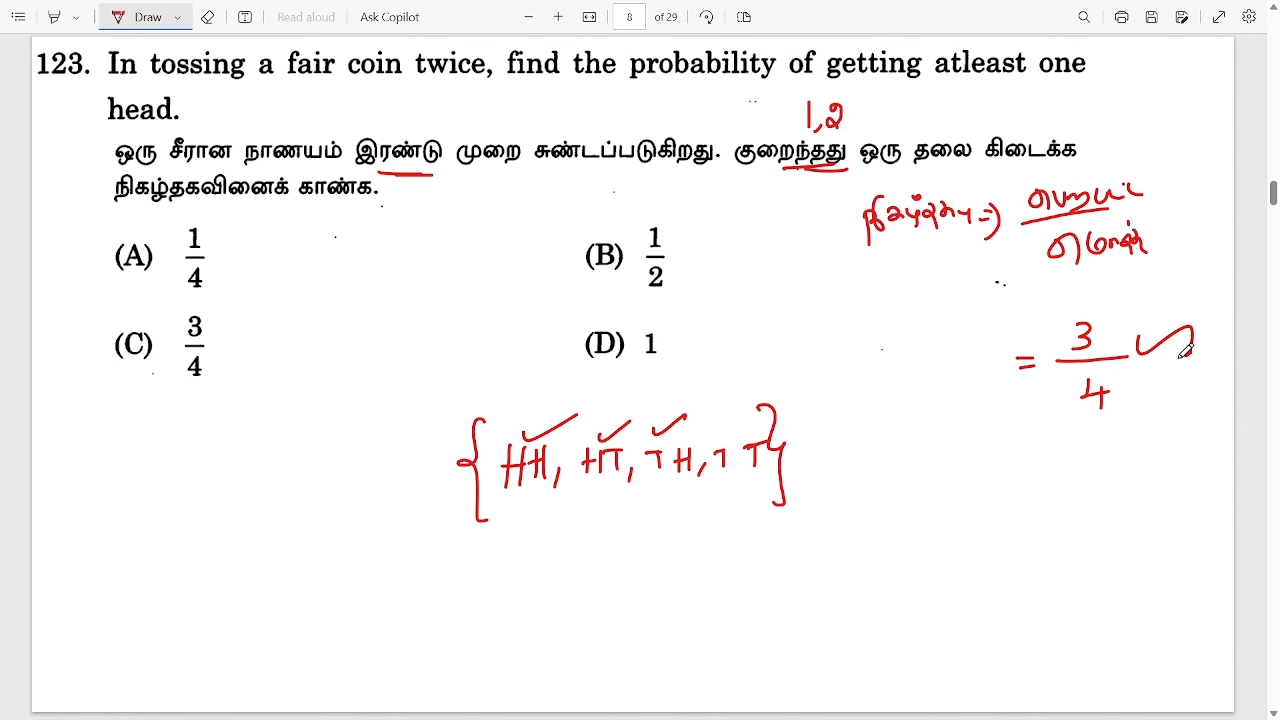 Draw
Read aloud
Ask Copilot
8 of 29
123. In tossing a fair coin twice, find the probability of getting atleast one
head.
1,2
ஒரு சீரான நாணயம் இரண்டு முறை சுண்டப்படுகிறது. குறைந்தது ஒரு தலை கிடைக்க
நிகழ்தகவினைக் காண்க.
(A) 1/4
(B) 1/2
(C) 3/4
(D) 1
= 3/4
{HH, HT, TH, TT}